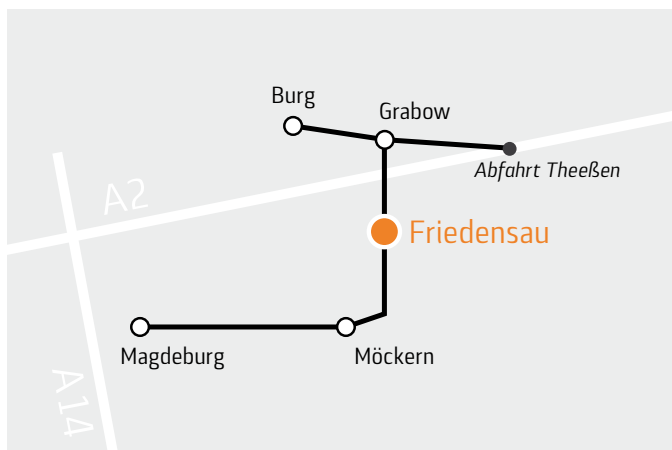 Burg
Grabow
Abfahrt Theeßen
A2
Friedensau
Magdeburg
Möckern
A14